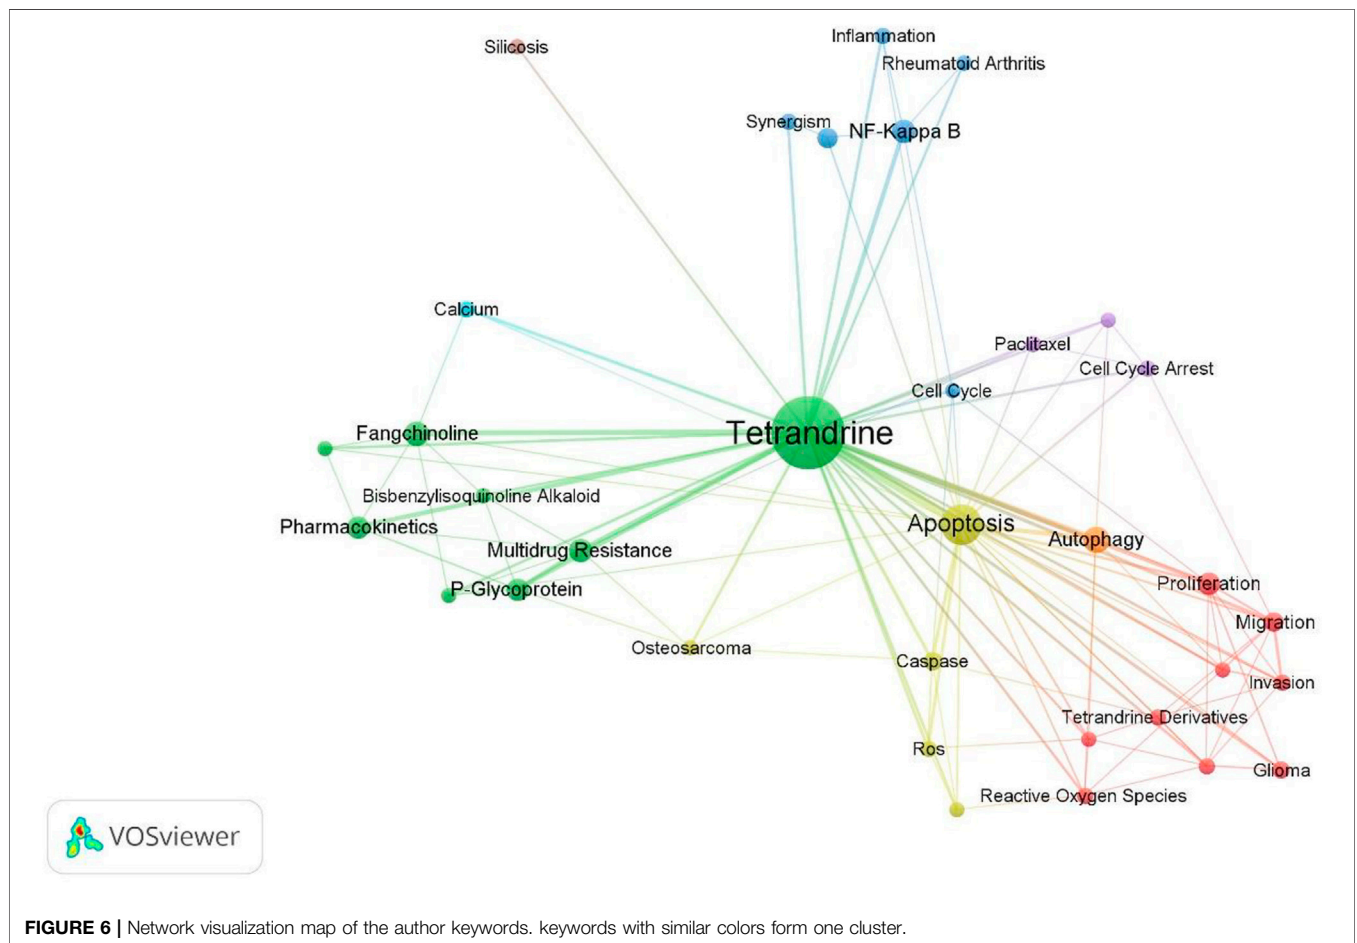 Silicosis
Inflammation
Rheumatoid Arthritis
Synergism
NF-Kappa B
Calcium
Paclitaxel
Cell Cycle Arrest
Cell Cycle
Tetrandrine
Fangchinoline
Bisbenzylisoquinoline Alkaloid
Pharmacokinetics
Apoptosis
Autophagy
Multidrug Resistance
P-Glycoprotein
Proliferation
Migration
Osteosarcoma
Caspase
Invasion
Tetrandrine Derivatives
Ros
Glioma
Reactive Oxygen Species
VOSviewer
FIGURE 6 | Network visualization map of the author keywords. keywords with similar colors form one cluster.